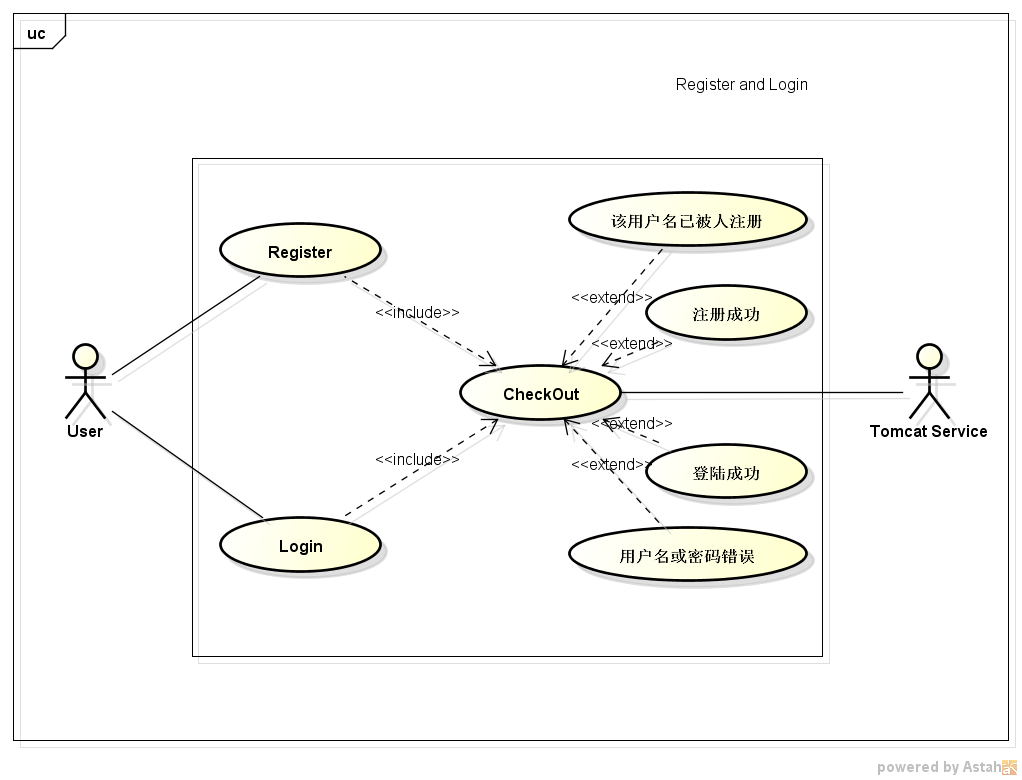 uc
Register and Login
该用户名已被人注册
Register
<<extend>>
<<include>>
注册成功
<<extend>>
CheckOut
User
Tomcat Service
<<extend>>
<<include>>
<<extend>>
登陆成功
Login
用户名或密码错误
powered by Astah